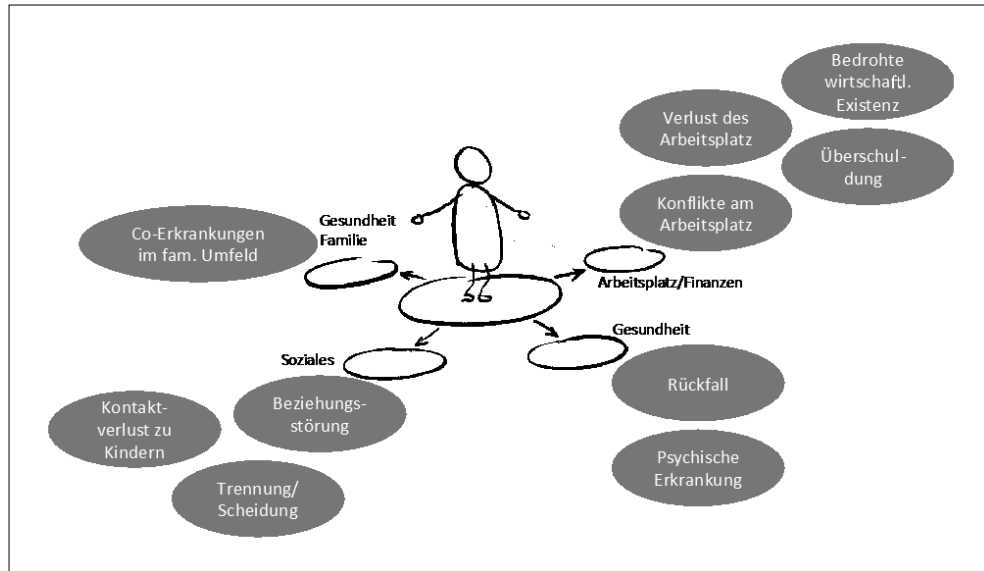 Bedrohte
wirtschaftl.
Existenz
Verlust des
Arbeitsplatz
Überschul-
dung
Konflikte am
Arbeitsplatz
Gesundheit
Familie
Co-Erkrankungen
im fam. Umfeld
Arbeitsplatz/Finanzen
Gesundheit
Soziales
Rückfall
Beziehungs-
störung
Kontakt-
verlust zu
Kindern
Psychische
Erkrankung
Trennung/
Scheidung